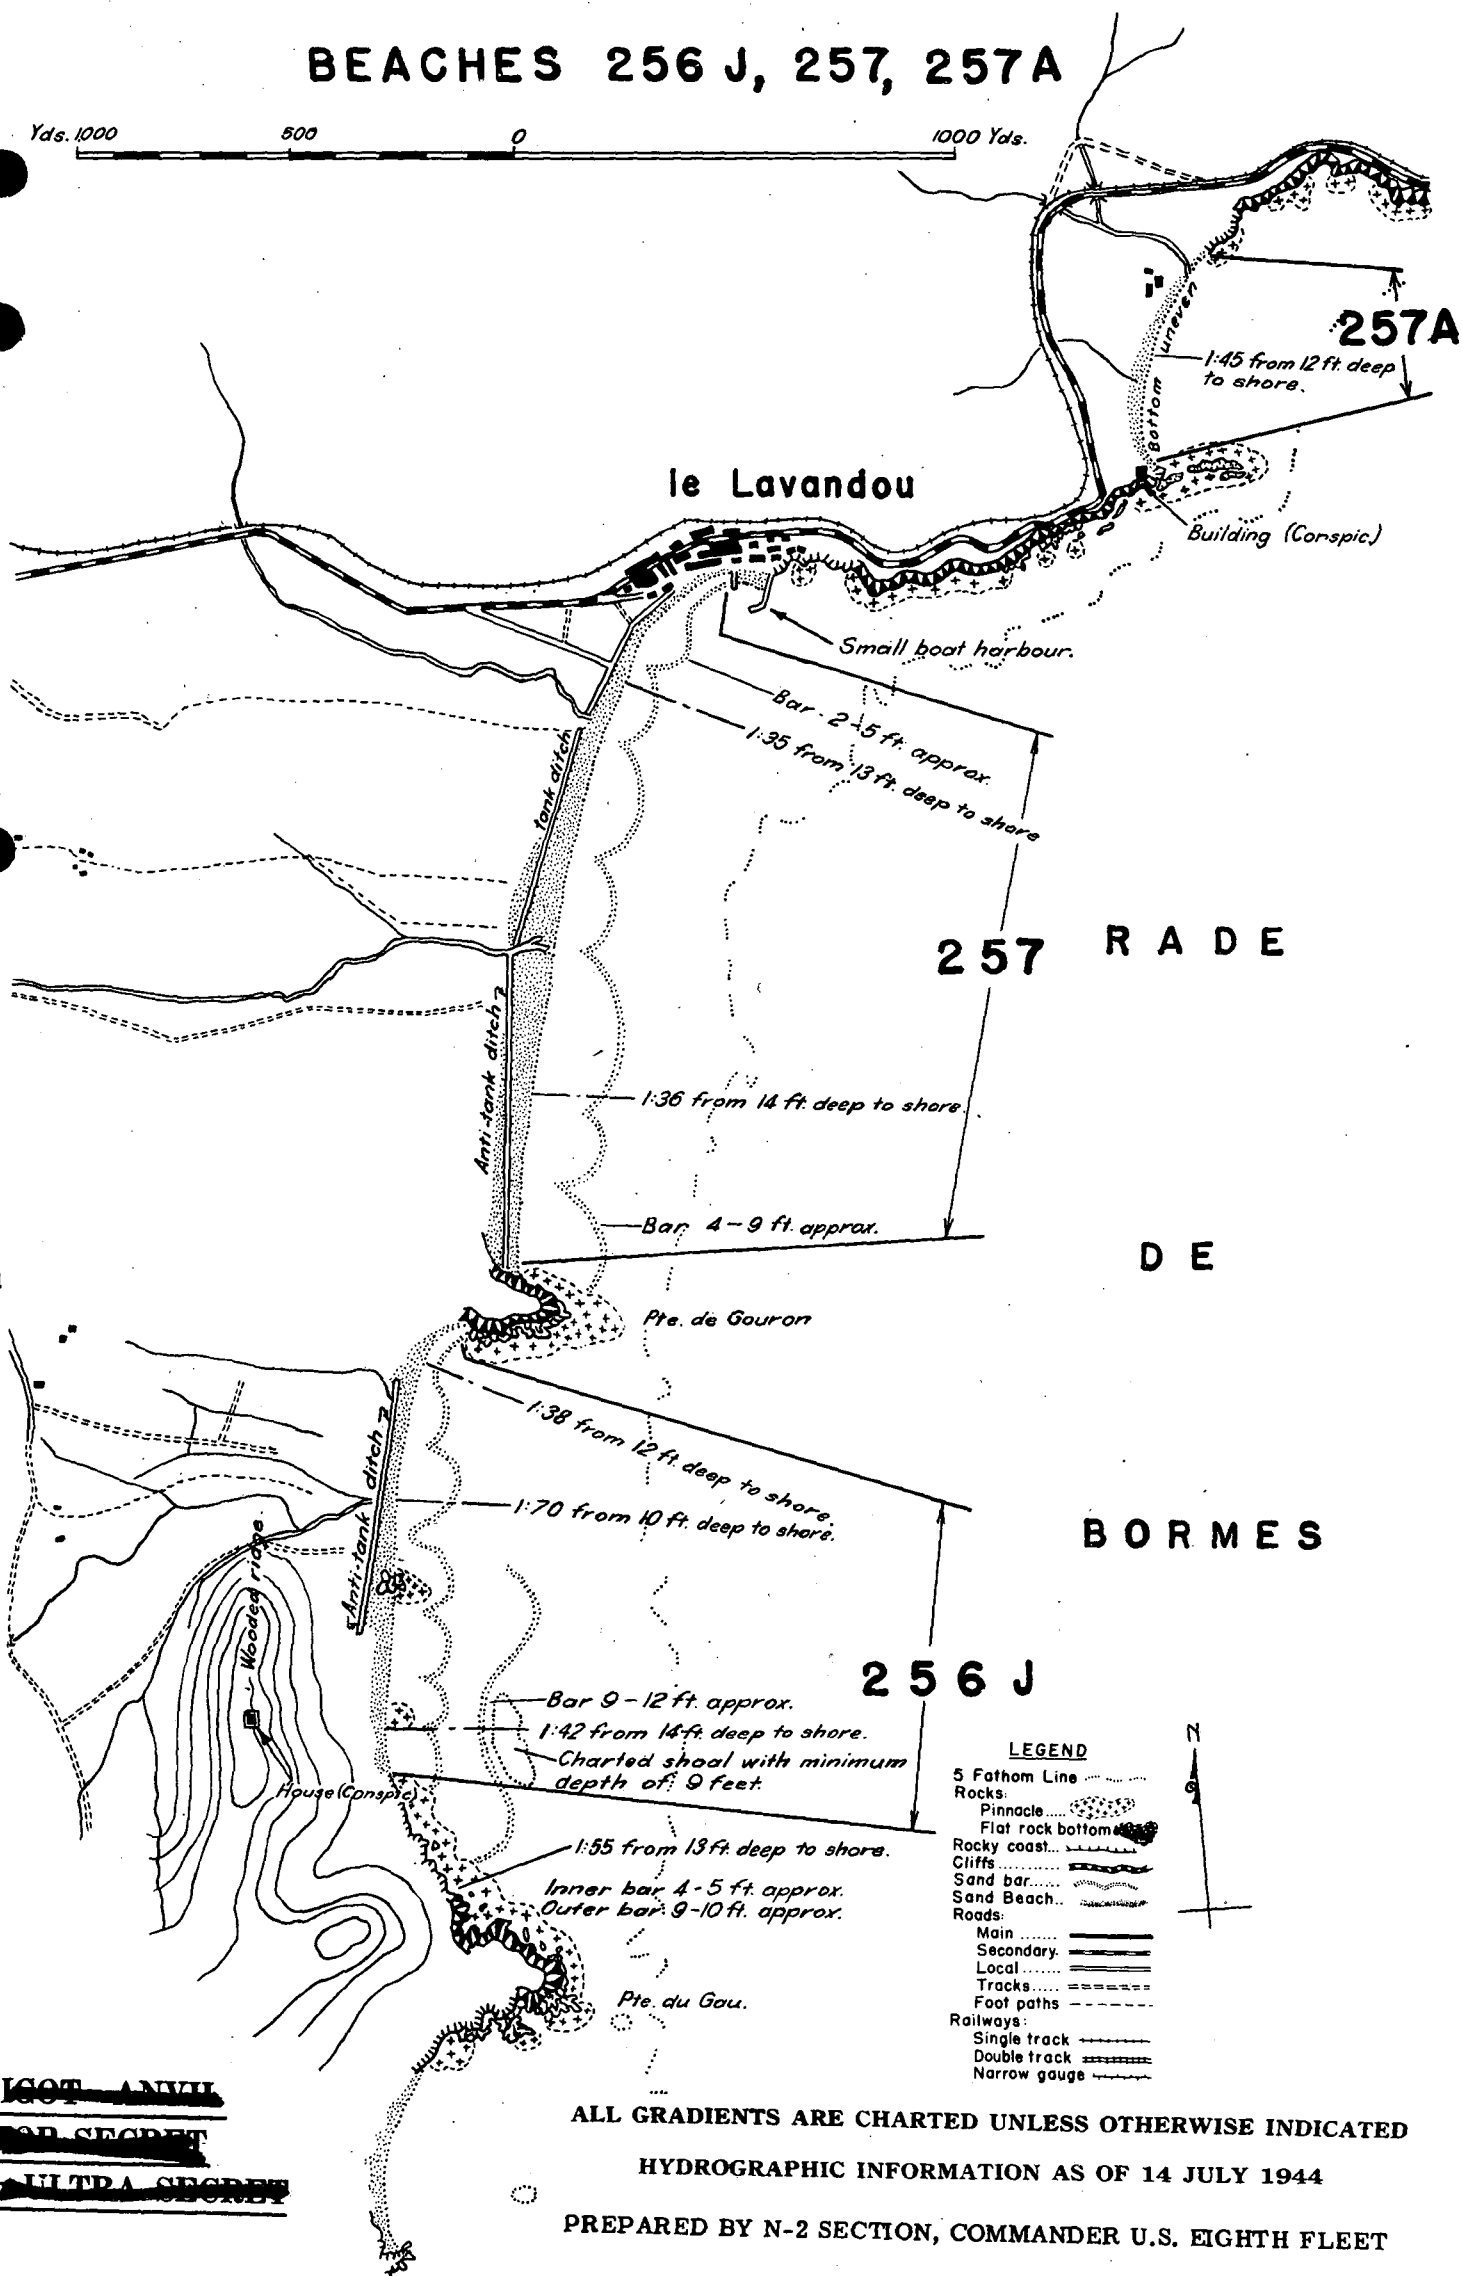 BEACHES 256 J, 257, 257A
Yds. 1000 500 0 1000 Yds.
257A
Bottom uneven
1:45 from 12 ft. deep
to shore.
le Lavandou
Building (Conspic)
Small boat harbour.
Bar - 2-5 ft. approx.
1:35 from 13 ft. deep to shore
tank ditch
257
RADE
Anti-tank ditch ?
1:36 from 14 ft. deep to shore.
Bar 4-9 ft. approx.
DE
Pte. de Gouron
1:38 from 12 ft. deep to shore.
Anti-tank ditch ?
1:70 from 10 ft. deep to shore.
BORMES
Wooded ridge.
256 J
Bar 9-12 ft. approx.
1:42 from 14 ft. deep to shore.
Charted shoal with minimum
depth of 9 feet.
House (Conspic)
1:55 from 13 ft. deep to shore.
Inner bar 4-5 ft. approx.
Outer bar 9-10 ft. approx.
Pte. du Gau.
N
LEGEND
5 Fathom Line
Rocks:
Pinnacle.....
Flat rock bottom
Rocky coast...
Cliffs..........
Sand bar.....
Sand Beach..
Roads:
Main .......
Secondary.
Local .......
Tracks.....
Foot paths
Railways:
Single track
Double track
Narrow gauge
IGOT ANVIL
OP SECRET
ULTRA SECRET
ALL GRADIENTS ARE CHARTED UNLESS OTHERWISE INDICATED
HYDROGRAPHIC INFORMATION AS OF 14 JULY 1944
PREPARED BY N-2 SECTION, COMMANDER U.S. EIGHTH FLEET